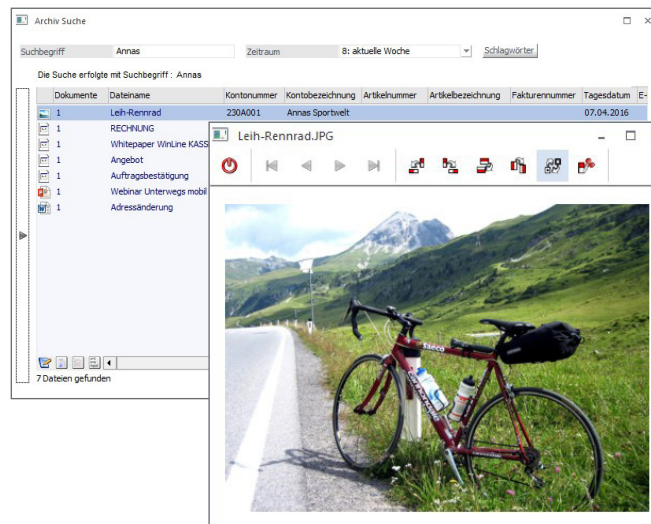 Archiv Suche
Suchbegriff Annas Zeitraum 8: aktuelle Woche Schlagwörter
Die Suche erfolgte mit Suchbegriff : Annas
Dokumente Dateiname Kontonummer Kontobezeichnung Artikelnummer Artikelbezeichnung Fakturennummer Tagesdatum E-
1 Leih-Rennrad 230A001 Annas Sportwelt 07.04.2016
1 RECHNUNG
1 Whitepaper WinLine KASS
1 Angebot
1 Auftragsbestätigung
1 Webinar Unterwegs mobil
1 Adressänderung
7 Dateien gefunden
Leih-Rennrad.JPG
saeco
cannondale